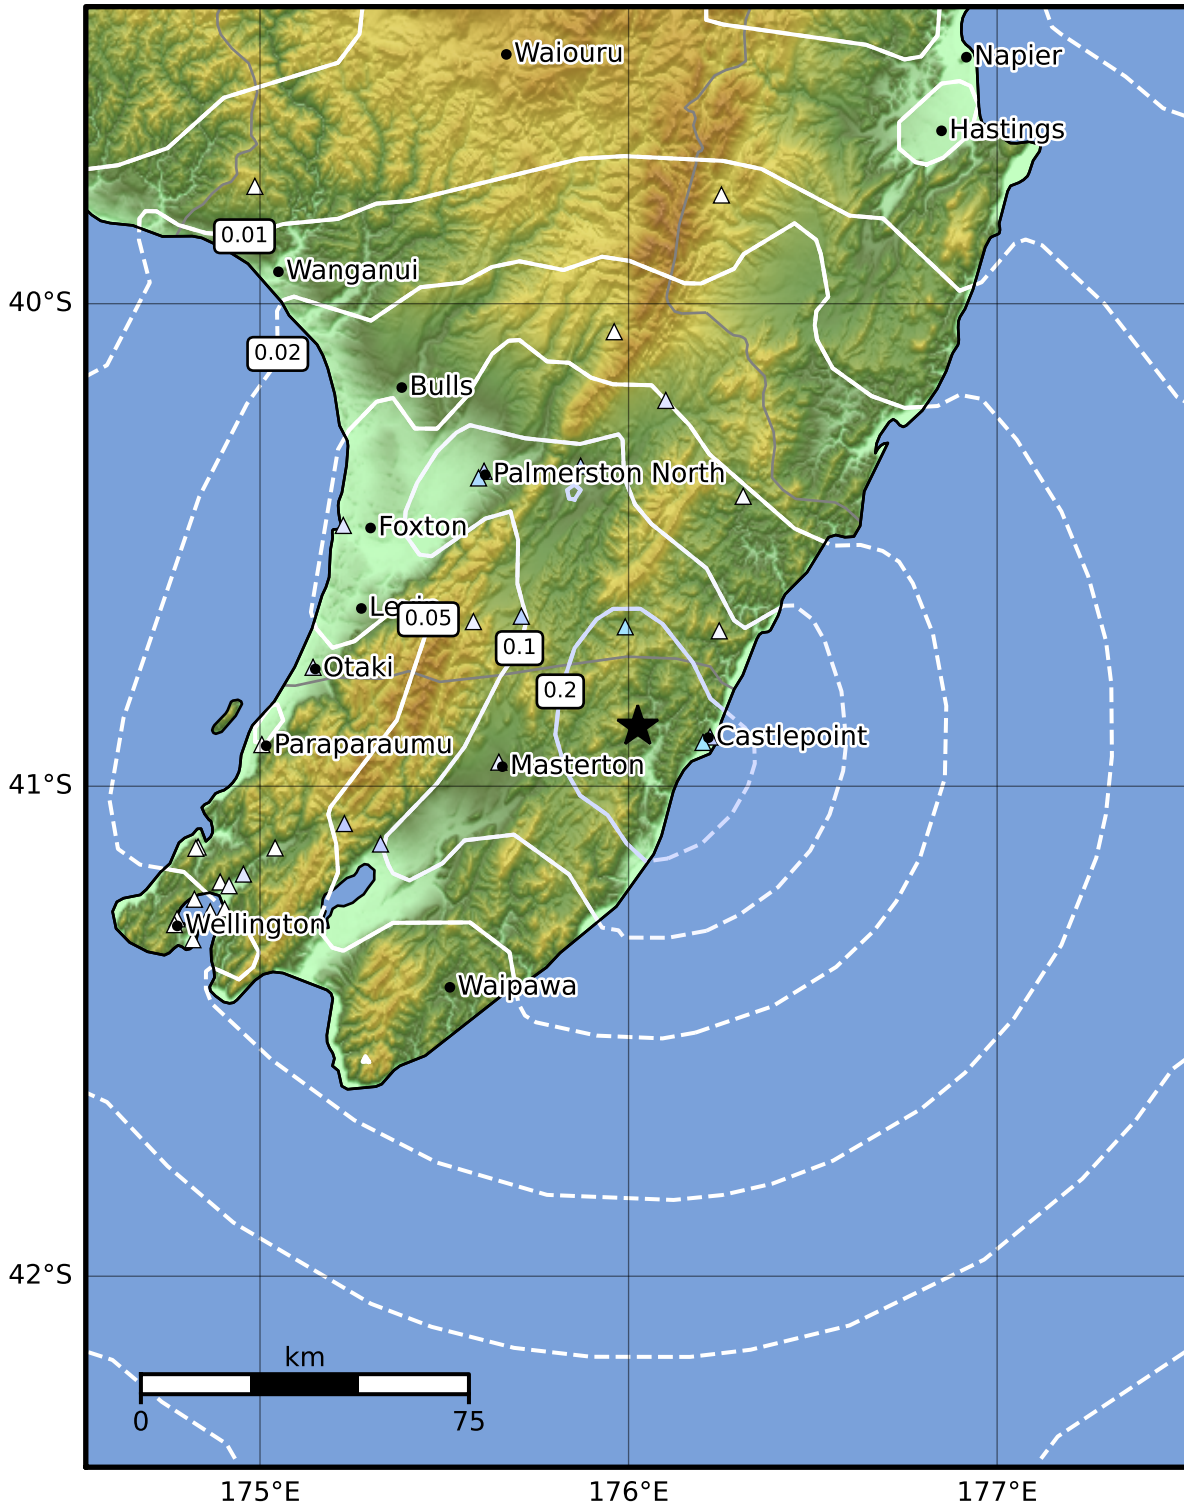 Waiouru
Napier
Hastings
0.01
Wanganui
40°S
0.02
Bulls
Palmerston North
Foxton
0.05
0.1
Otaki
0.2
Castlepoint
Paraparaumu
Masterton
41°S
Wellington
Waipawa
42°S
km
0
75
175°E
176°E
177°E